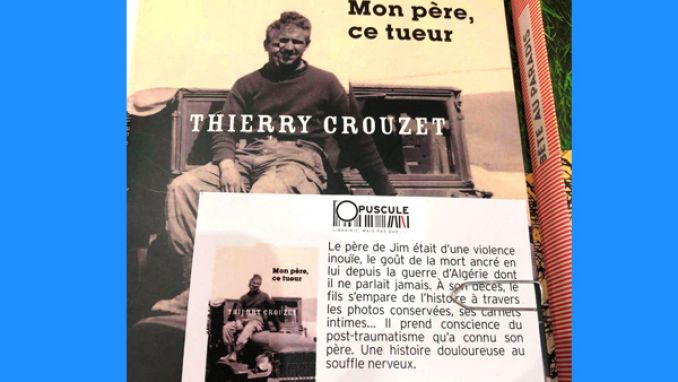 Mon père,
ce tueur
THIERRY CROUZET
OPUSCULE
LIBRAIRIE, MAIS PAS QUE
Mon père,
ce tueur
THIERRY CROUZET
Le père de Jim était d'une violence
inouïe, le goût de la mort ancré en
lui depuis la guerre d'Algérie dont
il ne parlait jamais. À son décès, le
fils s'empare de l'histoire à travers
les photos conservées, ses carnets
intimes... Il prend conscience du
post-traumatisme qu'a connu son
père. Une histoire douloureuse au
souffle nerveux.
AU PARADIS